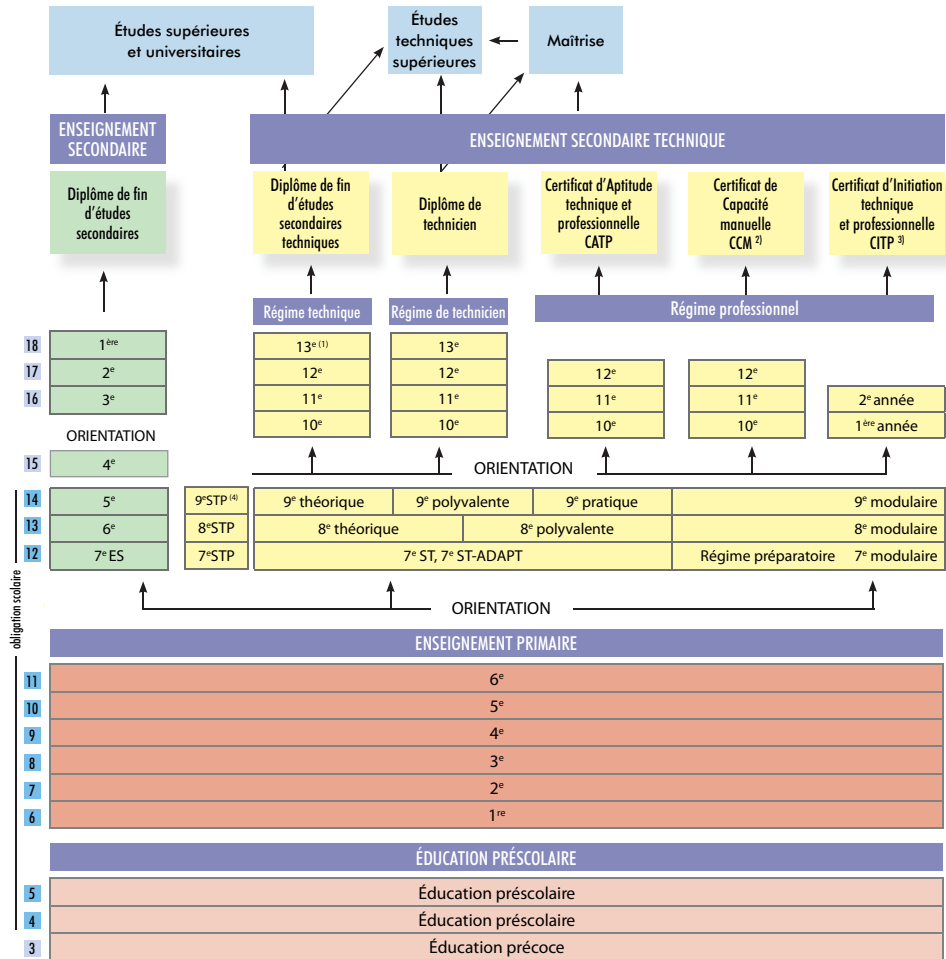 Études supérieures
et universitaires
Études
techniques
supérieures
Maîtrise
ENSEIGNEMENT
SECONDAIRE
ENSEIGNEMENT SECONDAIRE TECHNIQUE
Diplôme de fin
d'études
secondaires
Diplôme de fin
d'études
secondaires
techniques
Diplôme de
technicien
Certificat d'Aptitude
technique et
professionnelle
CATP
Certificat de
Capacité
manuelle
CCM 2)
Certificat d'Initiation
technique
et professionnelle
CITP 3)
Régime technique
Régime de technicien
Régime professionnel
18 1ère 13e (1) 13e
17 2e 12e 12e 12e 12e
16 3e 11e 11e 11e 11e 2e année
10e 10e 10e 10e 1ère année
ORIENTATION
15 4e
ORIENTATION
14 5e 9eSTP (4) 9e théorique 9e polyvalente 9e pratique 9e modulaire
13 6e 8eSTP 8e théorique 8e polyvalente 8e modulaire
12 7e ES 7eSTP 7e ST, 7e ST-ADAPT Régime préparatoire 7e modulaire
obligation scolaire
ORIENTATION
ENSEIGNEMENT PRIMAIRE
11 6e
10 5e
9 4e
8 3e
7 2e
6 1re
ÉDUCATION PRÉSCOLAIRE
5 Éducation préscolaire
4 Éducation préscolaire
3 Éducation précoce